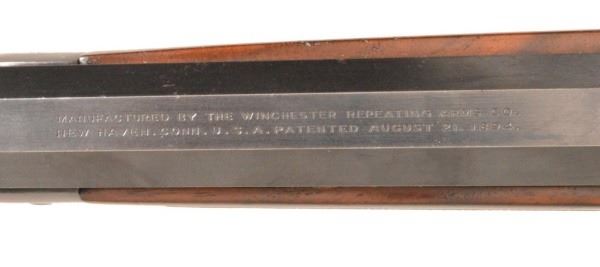 MANUFACTURED BY THE WINCHESTER REPEATING ARMS CO.
NEW HAVEN. CONN. U.S.A. PATENTED AUGUST 21. 1894.